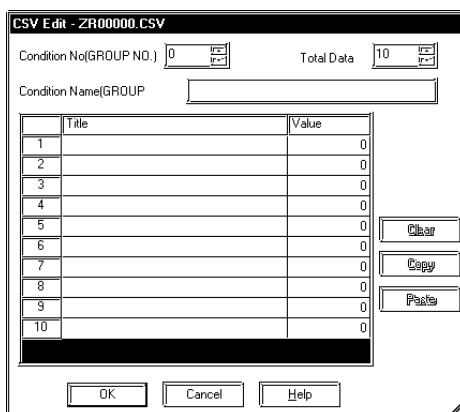 CSV Edit - ZR00000.CSV
Condition No(GROUP NO.) 0 Total Data 10
Condition Name(GROUP
Title Value
1 0
2 0
3 0
4 0
5 0
6 0
7 0
8 0
9 0
10 0
Clear
Copy
Paste
OK Cancel Help